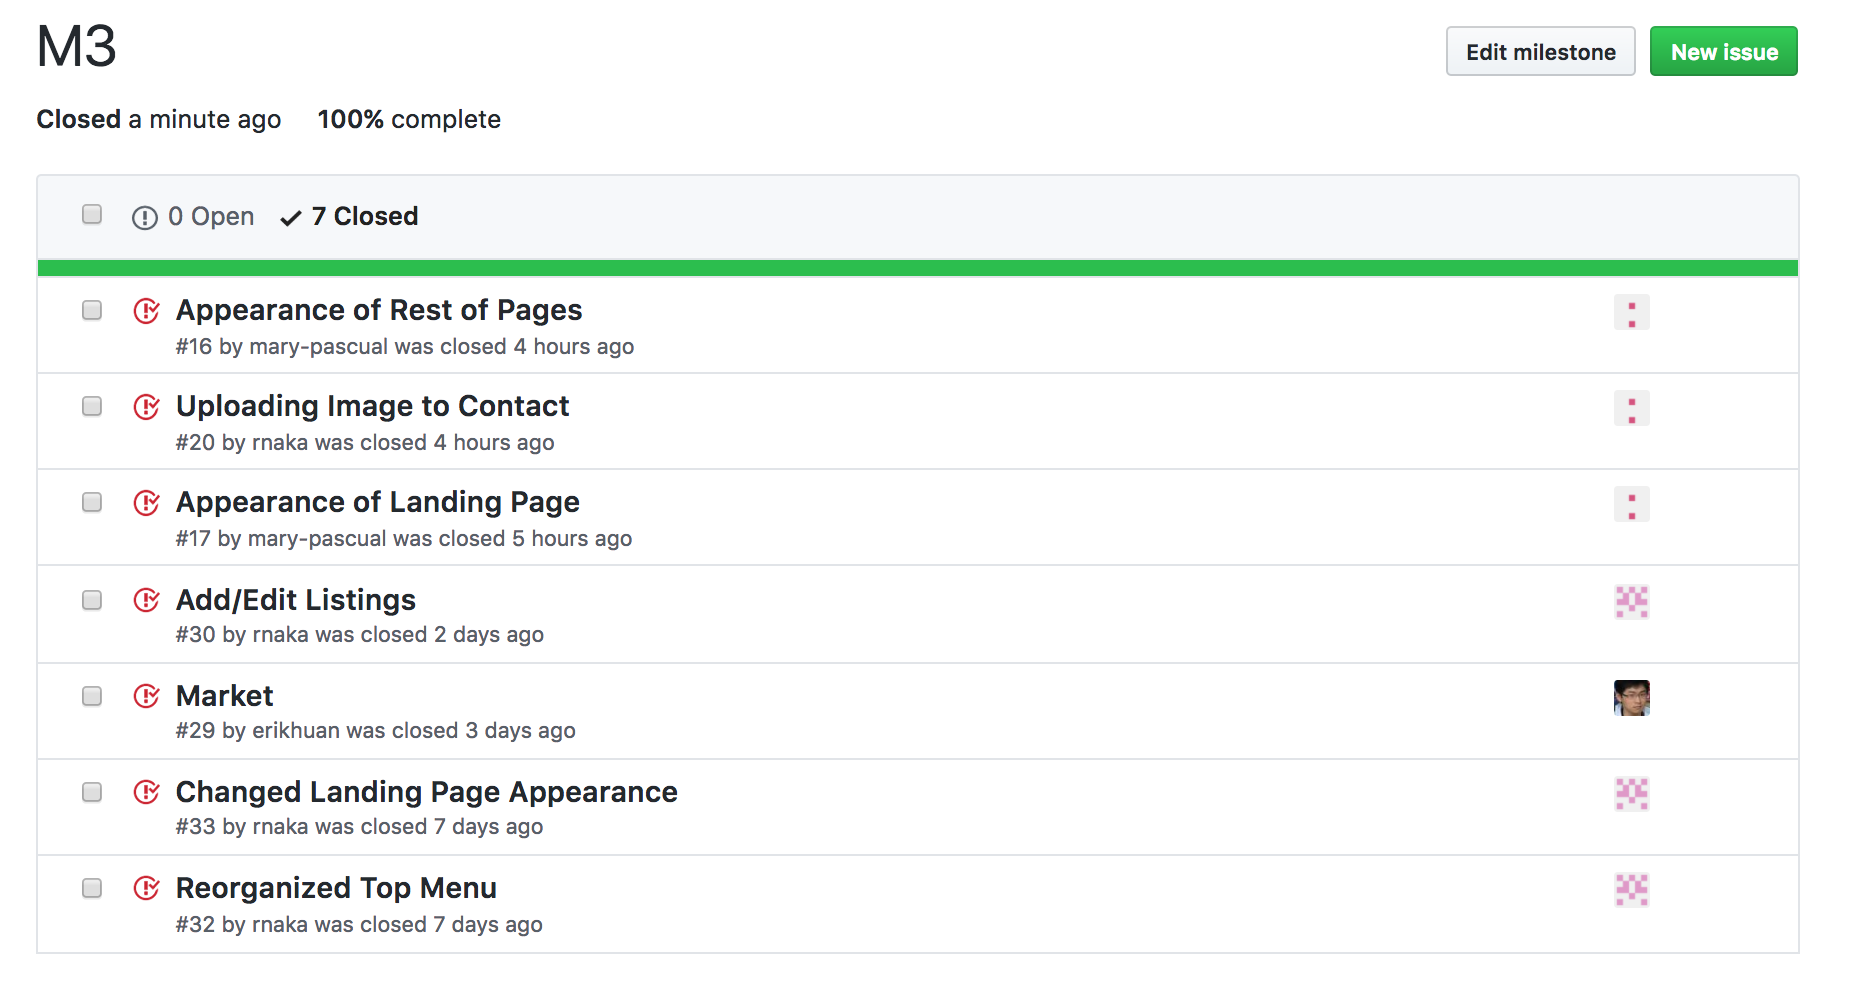 M3
Edit milestone
New issue
Closed a minute ago 100% complete
0 Open 7 Closed
Appearance of Rest of Pages
#16 by mary-pascual was closed 4 hours ago
Uploading Image to Contact
#20 by rnaka was closed 4 hours ago
Appearance of Landing Page
#17 by mary-pascual was closed 5 hours ago
Add/Edit Listings
#30 by rnaka was closed 2 days ago
Market
#29 by erikhuan was closed 3 days ago
Changed Landing Page Appearance
#33 by rnaka was closed 7 days ago
Reorganized Top Menu
#32 by rnaka was closed 7 days ago